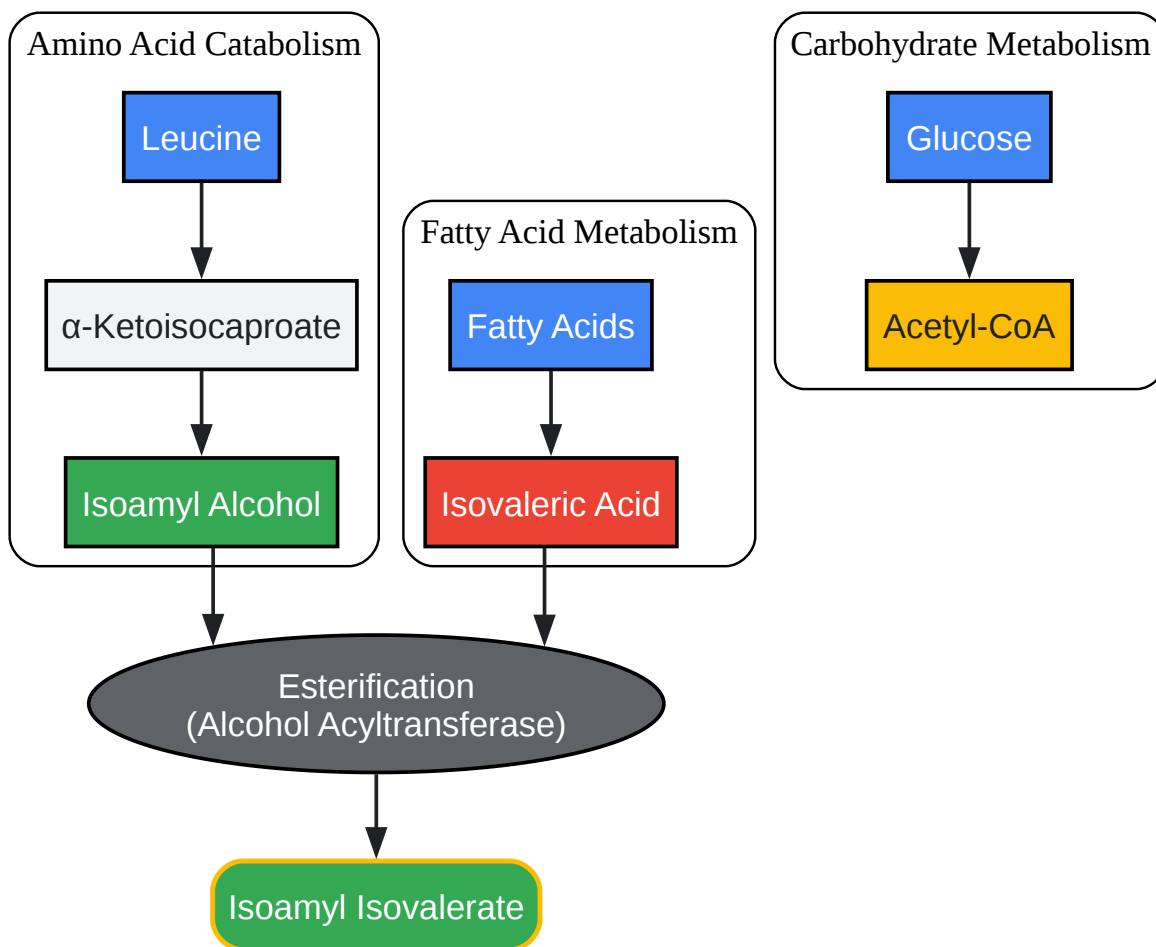 Amino Acid Catabolism
Leucine
α-Ketoisocaproate
Isoamyl Alcohol
Fatty Acid Metabolism
Fatty Acids
Isovaleric Acid
Carbohydrate Metabolism
Glucose
Acetyl-CoA
Esterification
(Alcohol Acyltransferase)
Isoamyl Isovalerate